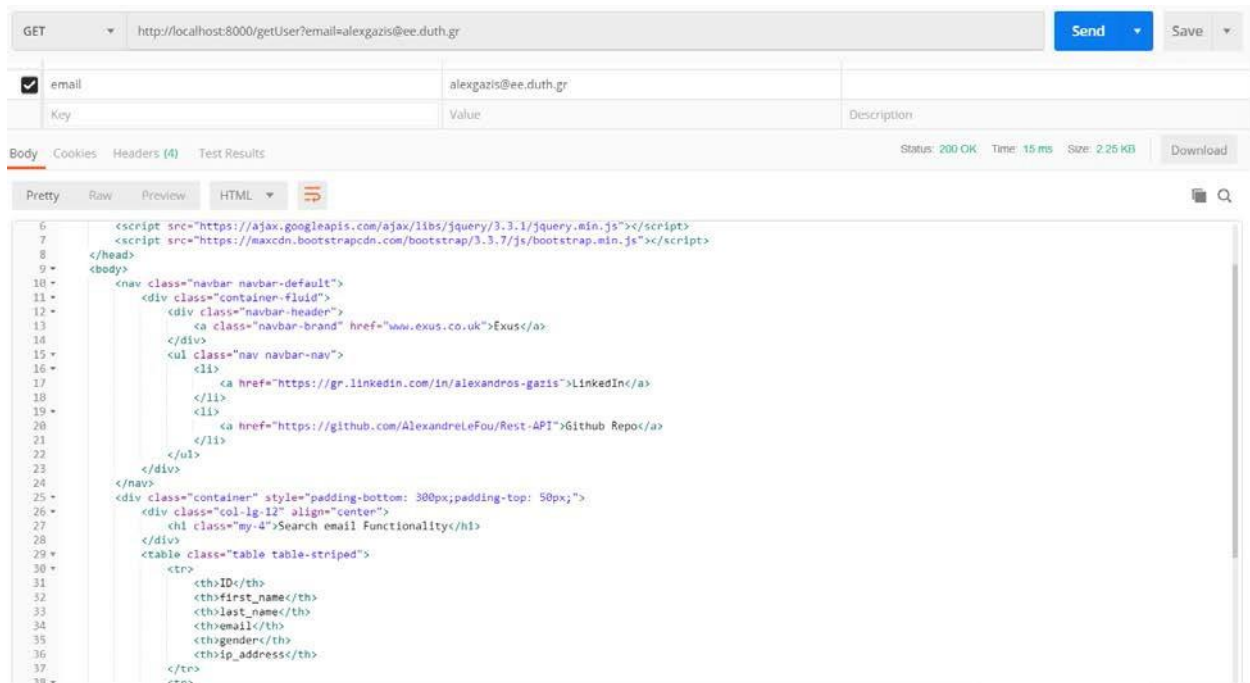 GET http://localhost:8000/getUser?email=alexgazis@ee.duth.gr Send Save
email alexgazis@ee.duth.gr
Key Value Description
Body Cookies Headers (4) Test Results Status: 200 OK Time: 15 ms Size: 2.25 KB Download
Pretty Raw Preview HTML
6 <script src="https://ajax.googleapis.com/ajax/libs/jquery/3.3.1/jquery.min.js"></script>
7 <script src="https://maxcdn.bootstrapcdn.com/bootstrap/3.3.7/js/bootstrap.min.js"></script>
8 </head>
9 <body>
10 <nav class="navbar navbar-default">
11 <div class="container-fluid">
12 <div class="navbar-header">
13 <a class="navbar-brand" href="www.exus.co.uk">Exus</a>
14 </div>
15 <ul class="nav navbar-nav">
16 <li>
17 <a href="https://gr.linkedin.com/in/alexandros-gazis">LinkedIn</a>
18 </li>
19 <li>
20 <a href="https://github.com/AlexandreLeFou/Rest-API">Github Repo</a>
21 </li>
22 </ul>
23 </div>
24 </nav>
25 <div class="container" style="padding-bottom: 300px;padding-top: 50px;">
26 <div class="col-lg-12" align="center">
27 <h1 class="my-4">Search email Functionality</h1>
28 </div>
29 <table class="table table-striped">
30 <tr>
31 <th>ID</th>
32 <th>first_name</th>
33 <th>last_name</th>
34 <th>email</th>
35 <th>gender</th>
36 <th>ip_address</th>
37 </tr>
38 <tr>